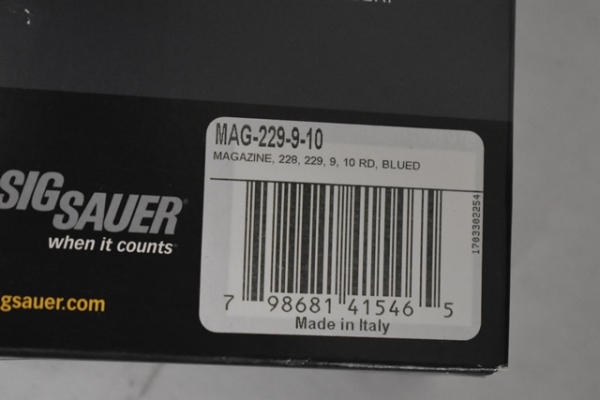 MAG-229-9-10
MAGAZINE, 228, 229, 9, 10 RD, BLUED
SIG SAUER
when it counts
gsauer.com
7 98681 41546 5
1703302254
Made in Italy